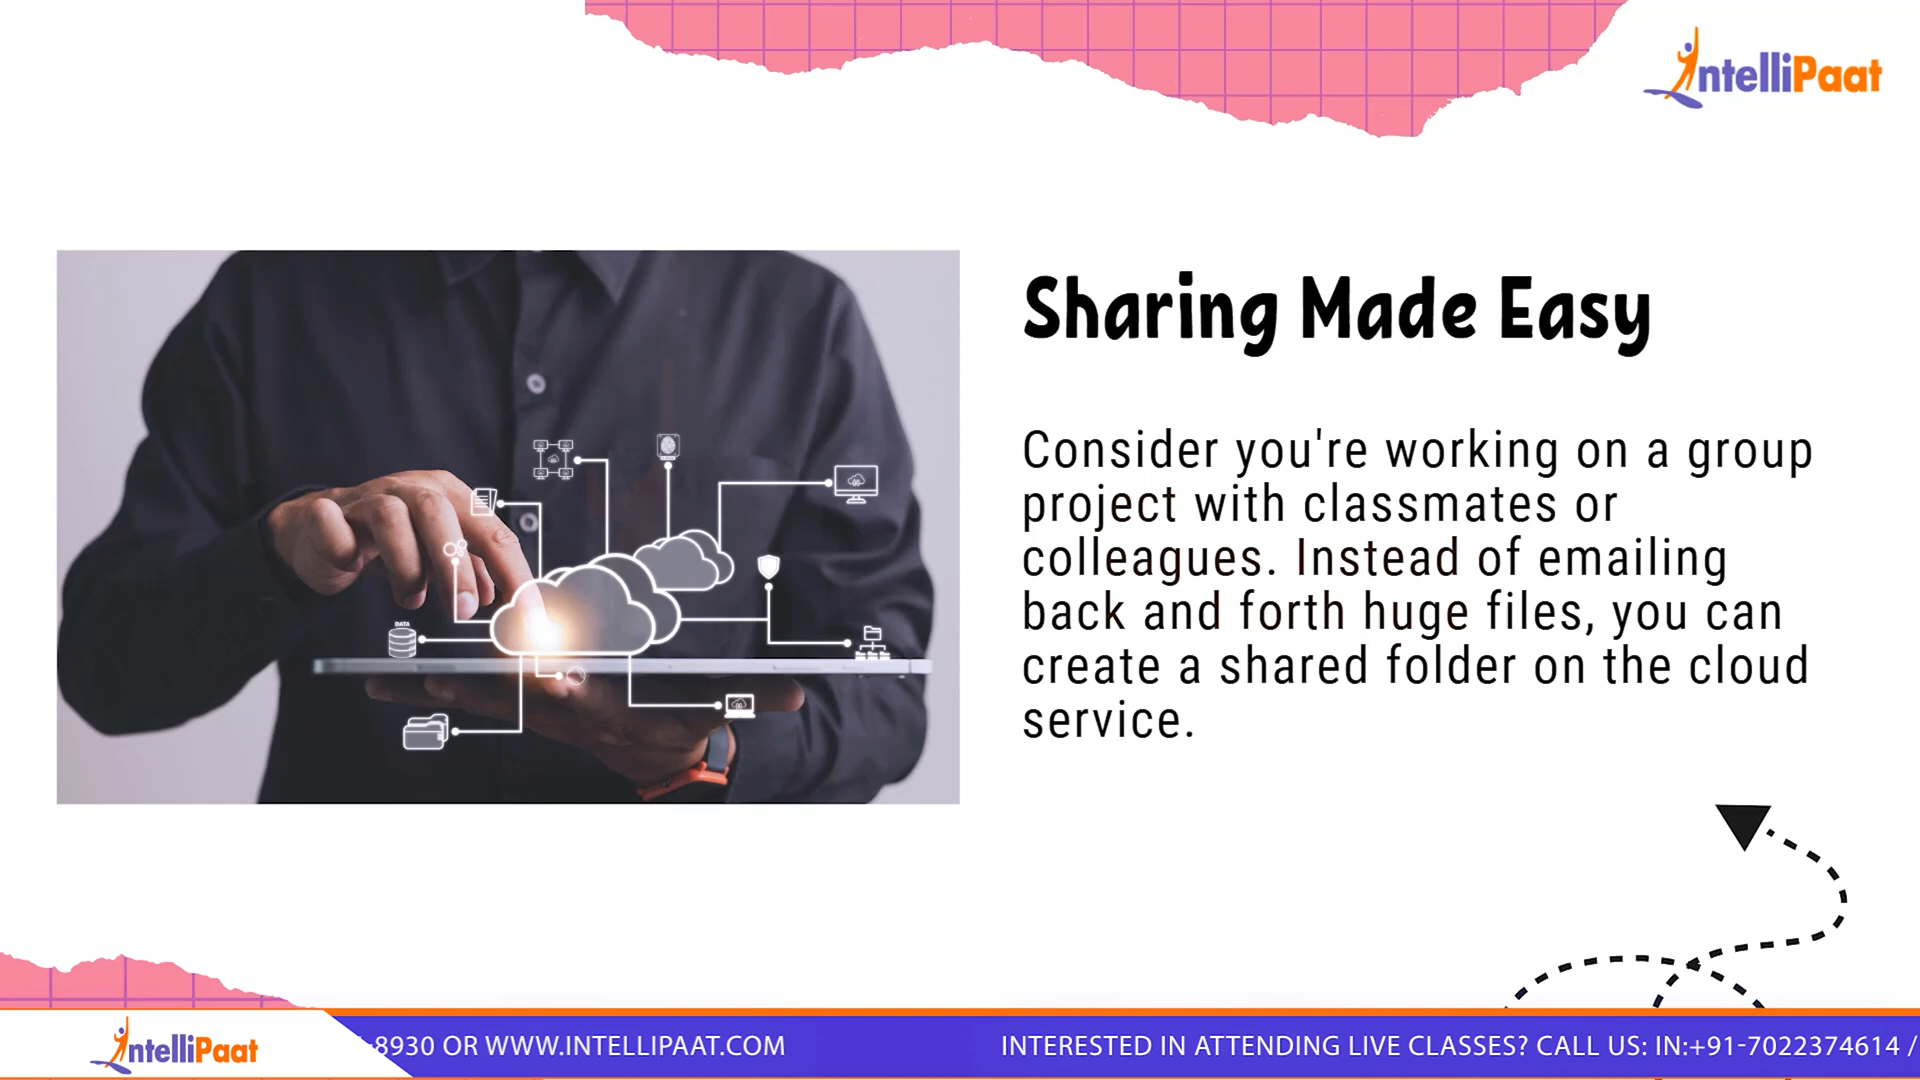 IntelliPaat
Sharing Made Easy
Consider you're working on a group
project with classmates or
colleagues. Instead of emailing
back and forth huge files, you can
create a shared folder on the cloud
service.
DATA
IntelliPaat
-8930 OR WWW.INTELLIPAAT.COM
INTERESTED IN ATTENDING LIVE CLASSES? CALL US: IN:+91-7022374614 /